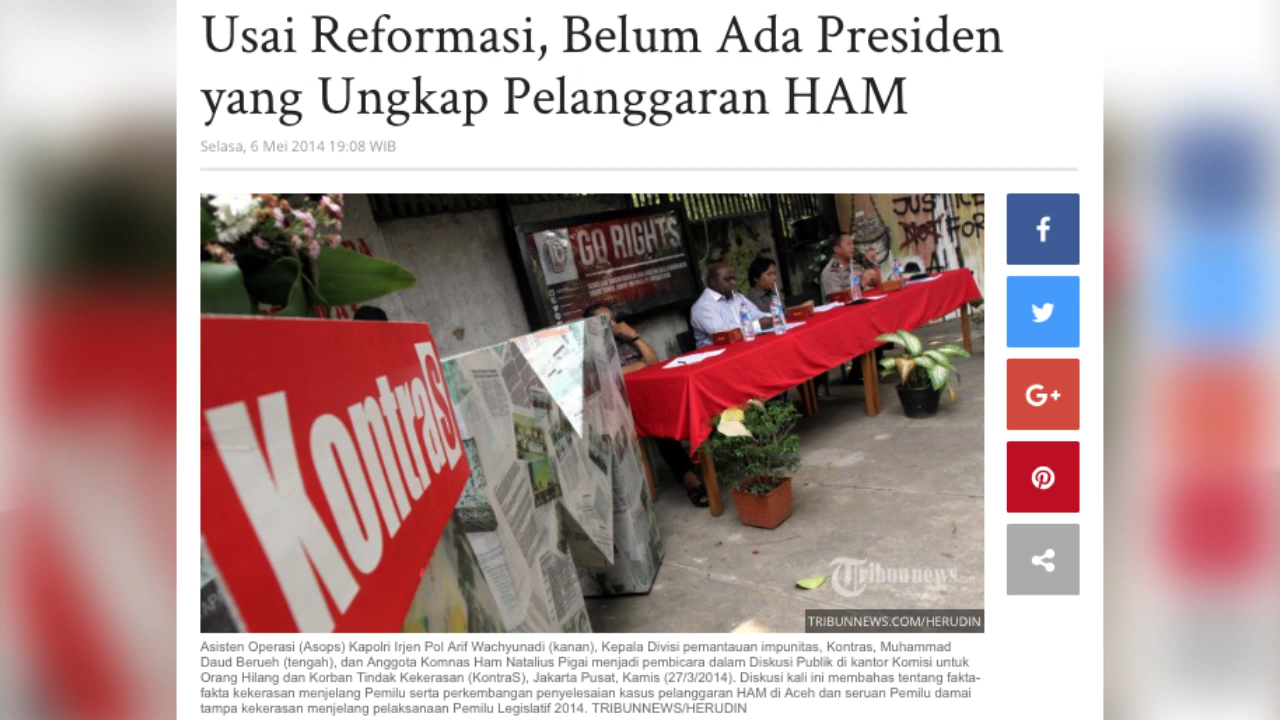 Usai Reformasi, Belum Ada Presiden
yang Ungkap Pelanggaran HAM
Selasa, 6 Mei 2014 19:08 WIB
GO RIGHTS
JUSTICE
NOT FOR
KontraS
Tribunnews.com
TRIBUNNEWS.COM/HERUDIN
Asisten Operasi (Asops) Kapolri Irjen Pol Arif Wachyunadi (kanan), Kepala Divisi pemantauan impunitas, Kontras, Muhammad
Daud Berueh (tengah), dan Anggota Komnas Ham Natalius Pigai menjadi pembicara dalam Diskusi Publik di kantor Komisi untuk
Orang Hilang dan Korban Tindak Kekerasan (KontraS), Jakarta Pusat, Kamis (27/3/2014). Diskusi kali ini membahas tentang fakta-
fakta kekerasan menjelang Pemilu serta perkembangan penyelesaian kasus pelanggaran HAM di Aceh dan seruan Pemilu damai
tampa kekerasan menjelang pelaksanaan Pemilu Legislatif 2014. TRIBUNNEWS/HERUDIN